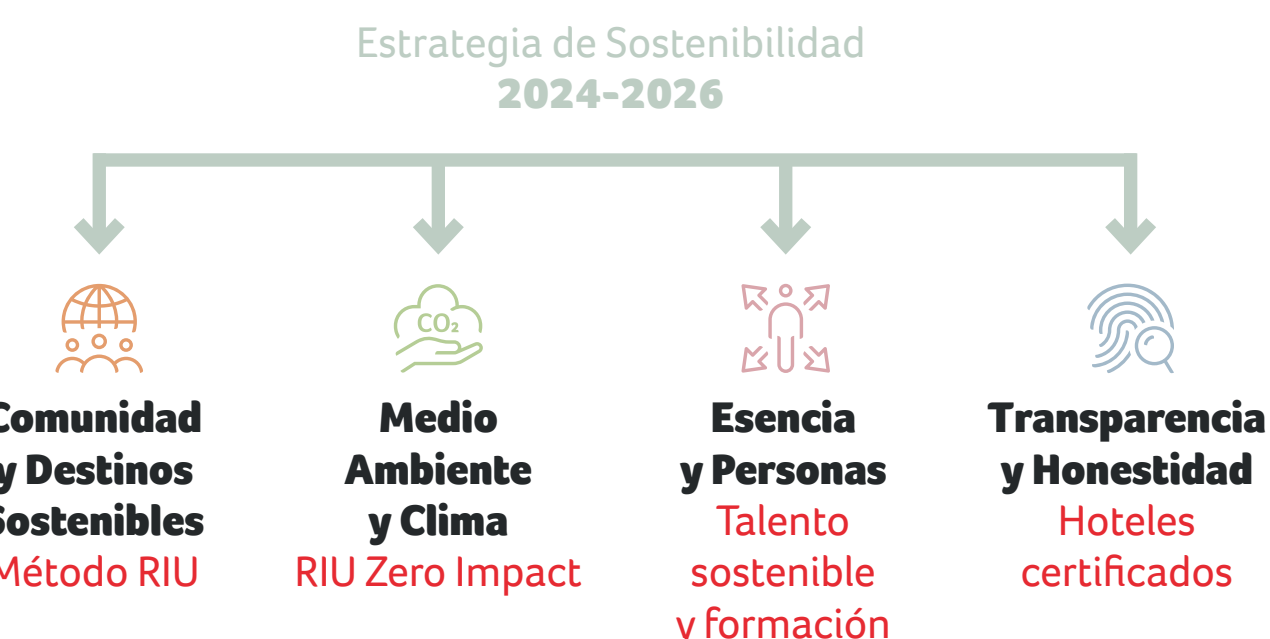 Estrategia de Sostenibilidad
2024-2026
CO₂
Comunidad
y Destinos
Sostenibles
Método RIU
Medio
Ambiente
y Clima
RIU Zero Impact
Esencia
y Personas
Talento
sostenible
y formación
Transparencia
y Honestidad
Hoteles
certificados